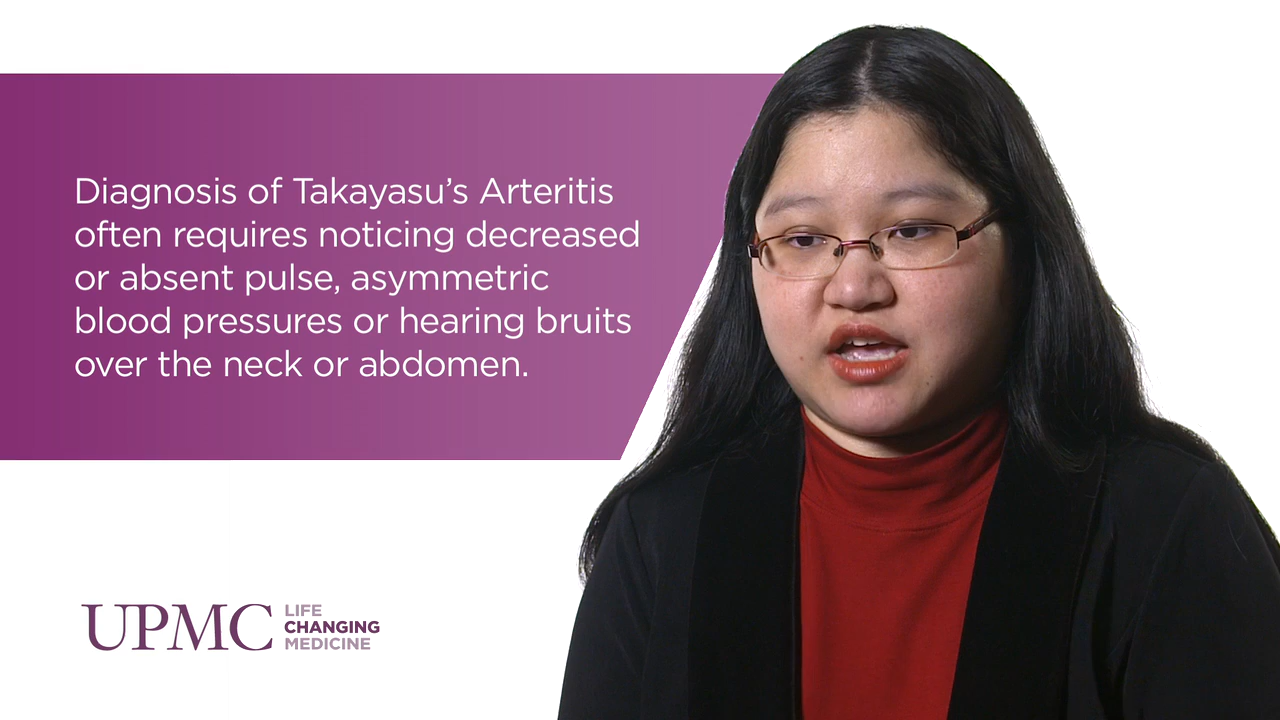 Diagnosis of Takayasu’s Arteritis
often requires noticing decreased
or absent pulse, asymmetric
blood pressures or hearing bruits
over the neck or abdomen.
UPMC
LIFE
CHANGING
MEDICINE